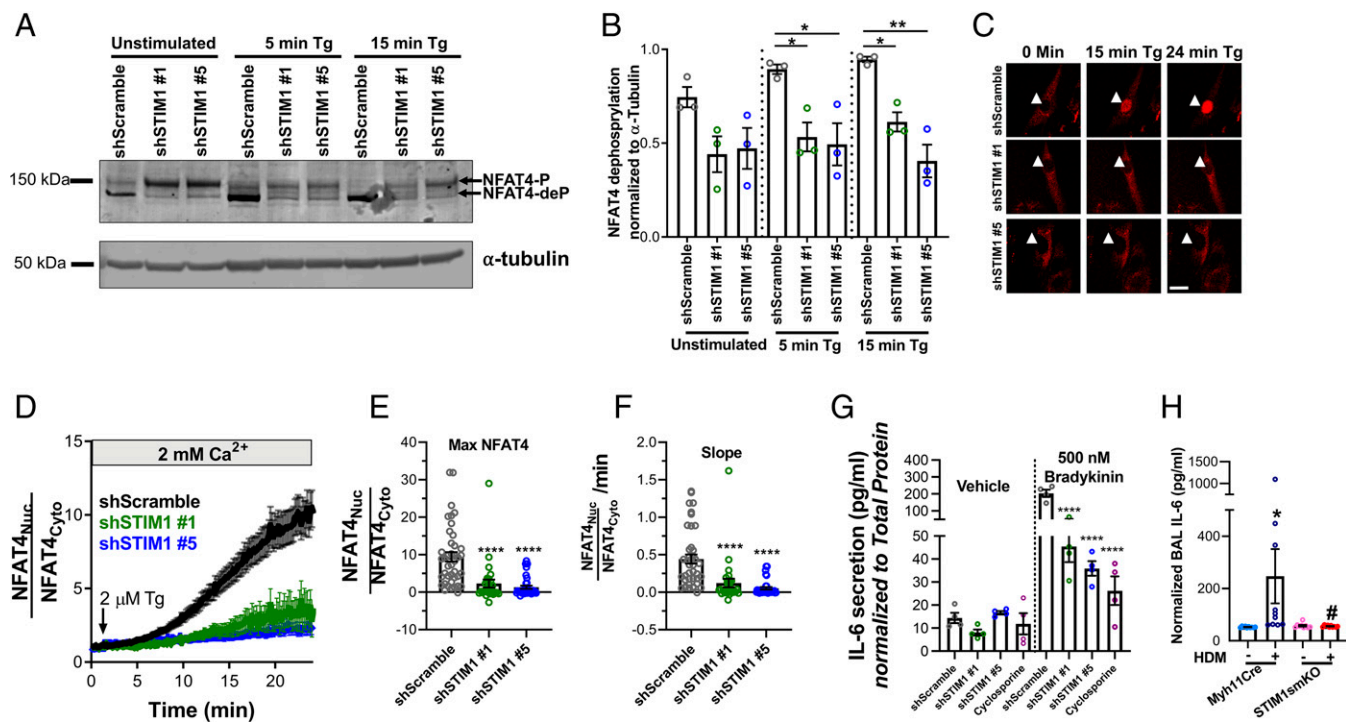 A
Unstimulated
5 min Tg
15 min Tg
shScramble
shSTIM1 #1
shSTIM1 #5
shScramble
shSTIM1 #1
shSTIM1 #5
shScramble
shSTIM1 #1
shSTIM1 #5
150 kDa
NFAT4-P
NFAT4-deP
50 kDa
α-tubulin
B
NFAT4 dephosprylation
normalized to α-Tubulin
1.0
0.5
0.0
*
*
*
**
shScramble
shSTIM1 #1
shSTIM1 #5
shScramble
shSTIM1 #1
shSTIM1 #5
shScramble
shSTIM1 #1
shSTIM1 #5
Unstimulated
5 min Tg
15 min Tg
C
0 Min
15 min Tg
24 min Tg
shScramble
shSTIM1 #1
shSTIM1 #5
D
NFAT4Nuc
NFAT4Cyto
15
10
5
0
2 mM Ca2+
shScramble
shSTIM1 #1
shSTIM1 #5
2 μM Tg
0
5
10
15
20
Time (min)
E
Max NFAT4
NFAT4Nuc
NFAT4Cyto
40
30
20
10
0
-10
****
****
shScramble
shSTIM1 #1
shSTIM1 #5
F
Slope
NFAT4Nuc
NFAT4Cyto
/min
2.0
1.5
1.0
0.5
0.0
-0.5
****
****
shScramble
shSTIM1 #1
shSTIM1 #5
G
IL-6 secretion (pg/ml)
normalized to Total Protein
400
300
200
100
50
40
30
20
10
0
Vehicle
500 nM
Bradykinin
****
****
****
shScramble
shSTIM1 #1
shSTIM1 #5
Cyclosporine
shScramble
shSTIM1 #1
shSTIM1 #5
Cyclosporine
H
Normalized BAL IL-6 (pg/ml)
1500
1000
400
200
0
*
#
HDM
-
+
-
+
Myh11Cre
STIM1smKO